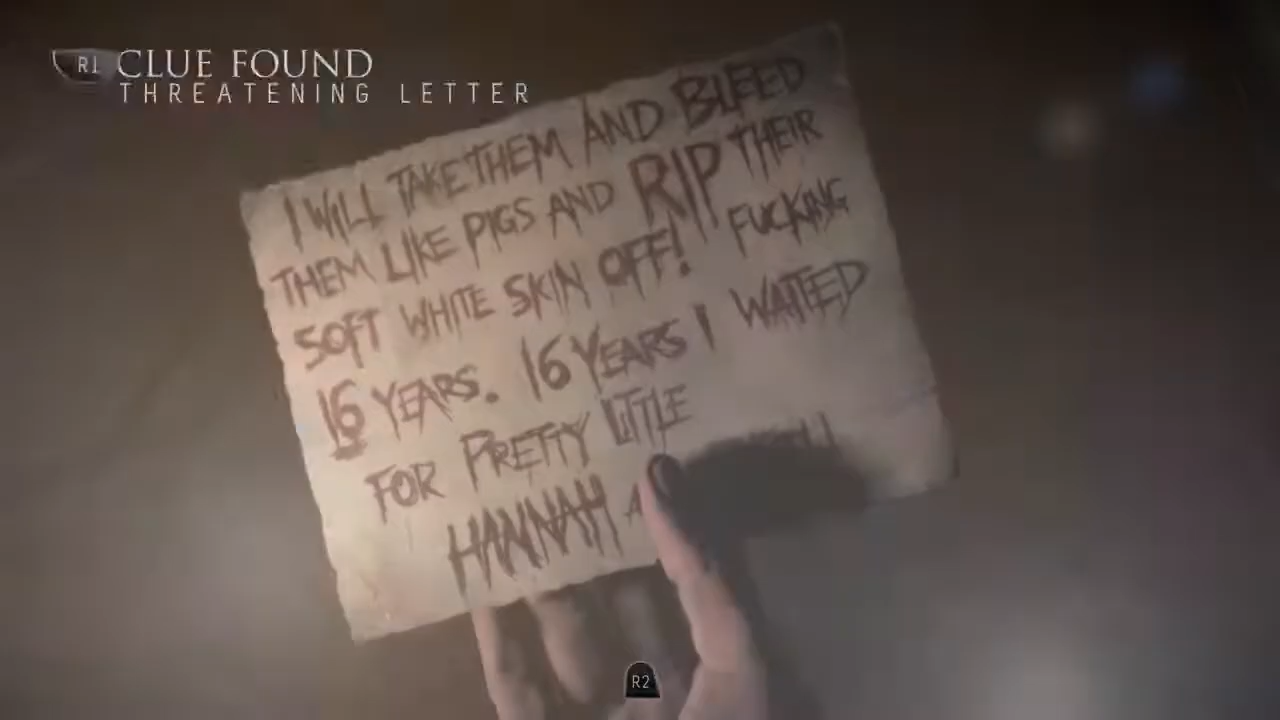 R1 CLUE FOUND
THREATENING LETTER
I WILL TAKE THEM AND BLEED
THEM LIKE PIGS AND RIP THEIR
SOFT WHITE SKIN OFF! FUCKING
16 YEARS. 16 YEARS I WAITED
FOR PRETTY LITTLE
HANNAH
R2